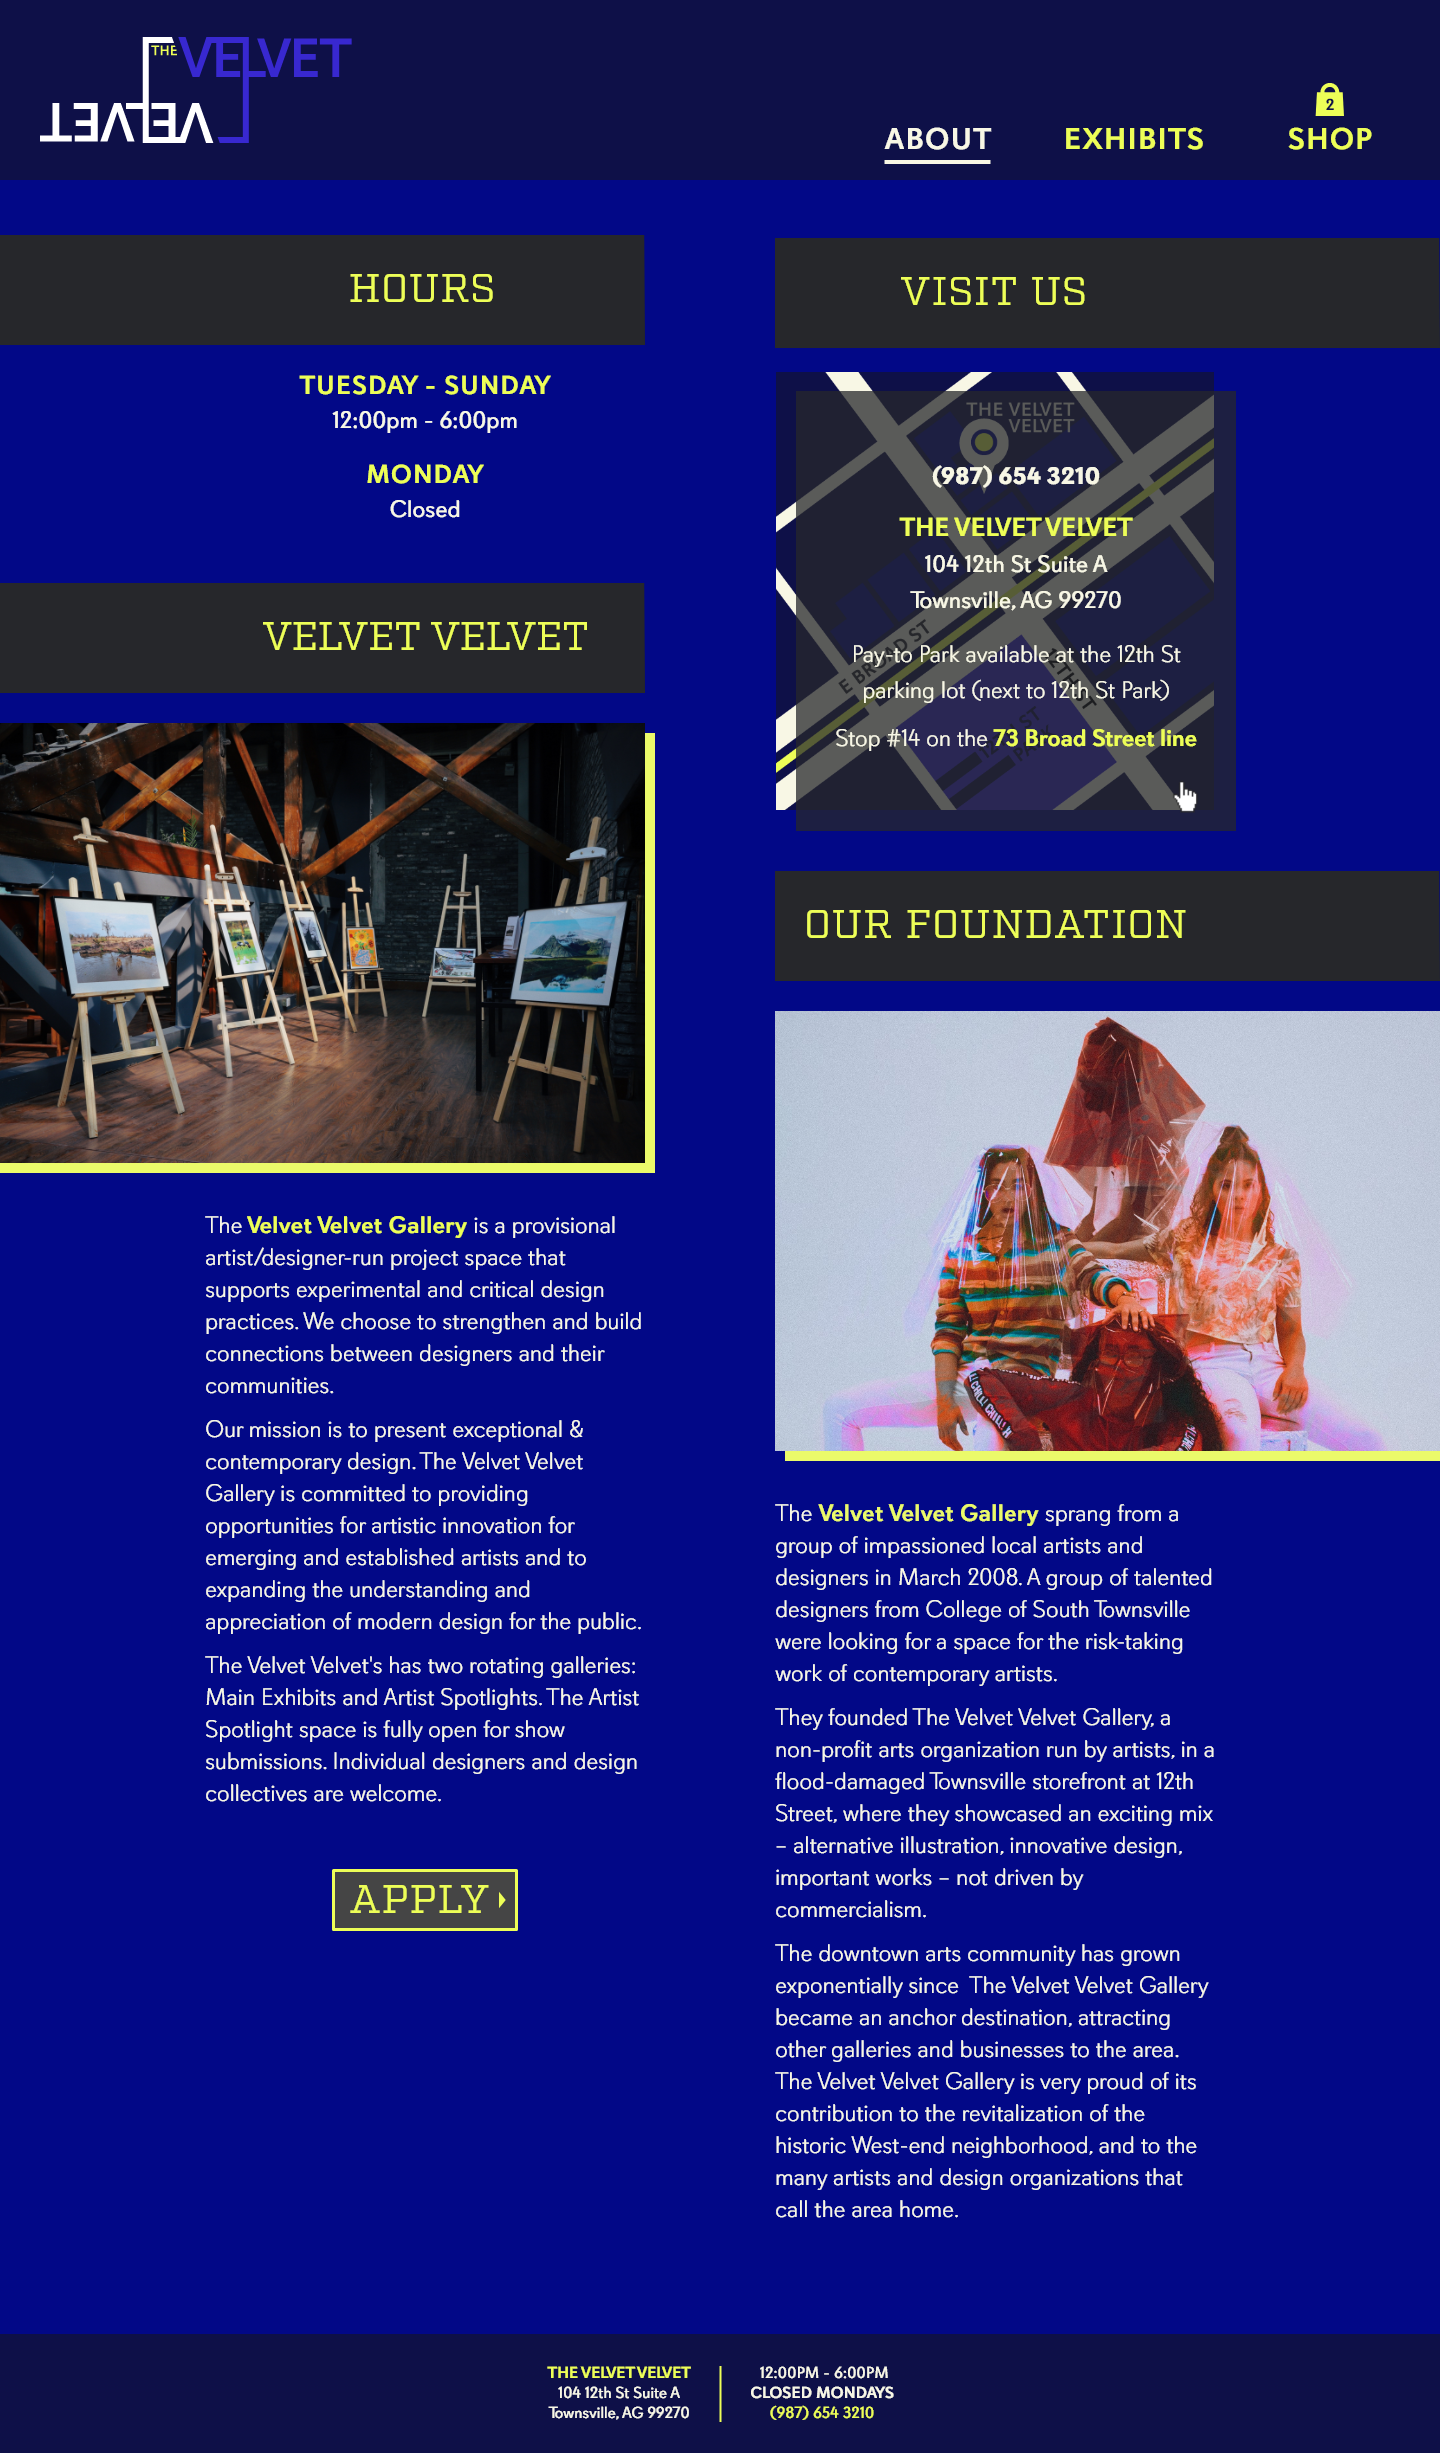 THE VELVET
VELVET
ABOUT
EXHIBITS
2
SHOP
HOURS
TUESDAY - SUNDAY
12:00pm - 6:00pm
MONDAY
Closed
VELVET VELVET
The Velvet Velvet Gallery is a provisional
artist/designer-run project space that
supports experimental and critical design
practices. We choose to strengthen and build
connections between designers and their
communities.
Our mission is to present exceptional &
contemporary design. The Velvet Velvet
Gallery is committed to providing
opportunities for artistic innovation for
emerging and established artists and to
expanding the understanding and
appreciation of modern design for the public.
The Velvet Velvet's has two rotating galleries:
Main Exhibits and Artist Spotlights. The Artist
Spotlight space is fully open for show
submissions. Individual designers and design
collectives are welcome.
APPLY
VISIT US
THE VELVET
VELVET
(987) 654 3210
THE VELVET VELVET
104 12th St Suite A
Townsville, AG 99270
E BROAD ST
12TH ST
Pay-to Park available at the 12th St
parking lot (next to 12th St Park)
Stop #14 on the 73 Broad Street line
OUR FOUNDATION
The Velvet Velvet Gallery sprang from a
group of impassioned local artists and
designers in March 2008. A group of talented
designers from College of South Townsville
were looking for a space for the risk-taking
work of contemporary artists.
They founded The Velvet Velvet Gallery, a
non-profit arts organization run by artists, in a
flood-damaged Townsville storefront at 12th
Street, where they showcased an exciting mix
– alternative illustration, innovative design,
important works – not driven by
commercialism.
The downtown arts community has grown
exponentially since  The Velvet Velvet Gallery
became an anchor destination, attracting
other galleries and businesses to the area.
The Velvet Velvet Gallery is very proud of its
contribution to the revitalization of the
historic West-end neighborhood, and to the
many artists and design organizations that
call the area home.
THE VELVET VELVET
104 12th St Suite A
Townsville, AG 99270
12:00PM - 6:00PM
CLOSED MONDAYS
(987) 654 3210